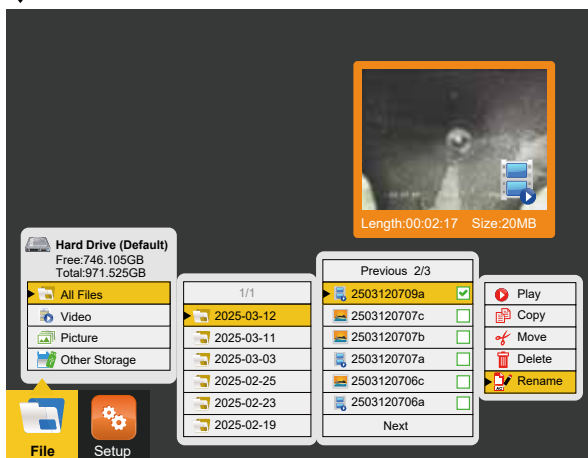 Length:00:02:17 Size:20MB
Hard Drive (Default)
Free:746.105GB
Total:971.525GB
All Files
Video
Picture
Other Storage
File
Setup
1/1
2025-03-12
2025-03-11
2025-03-03
2025-02-25
2025-02-23
2025-02-19
Previous 2/3
2503120709a
2503120707c
2503120707b
2503120707a
2503120706c
2503120706a
Next
Play
Copy
Move
Delete
Rename